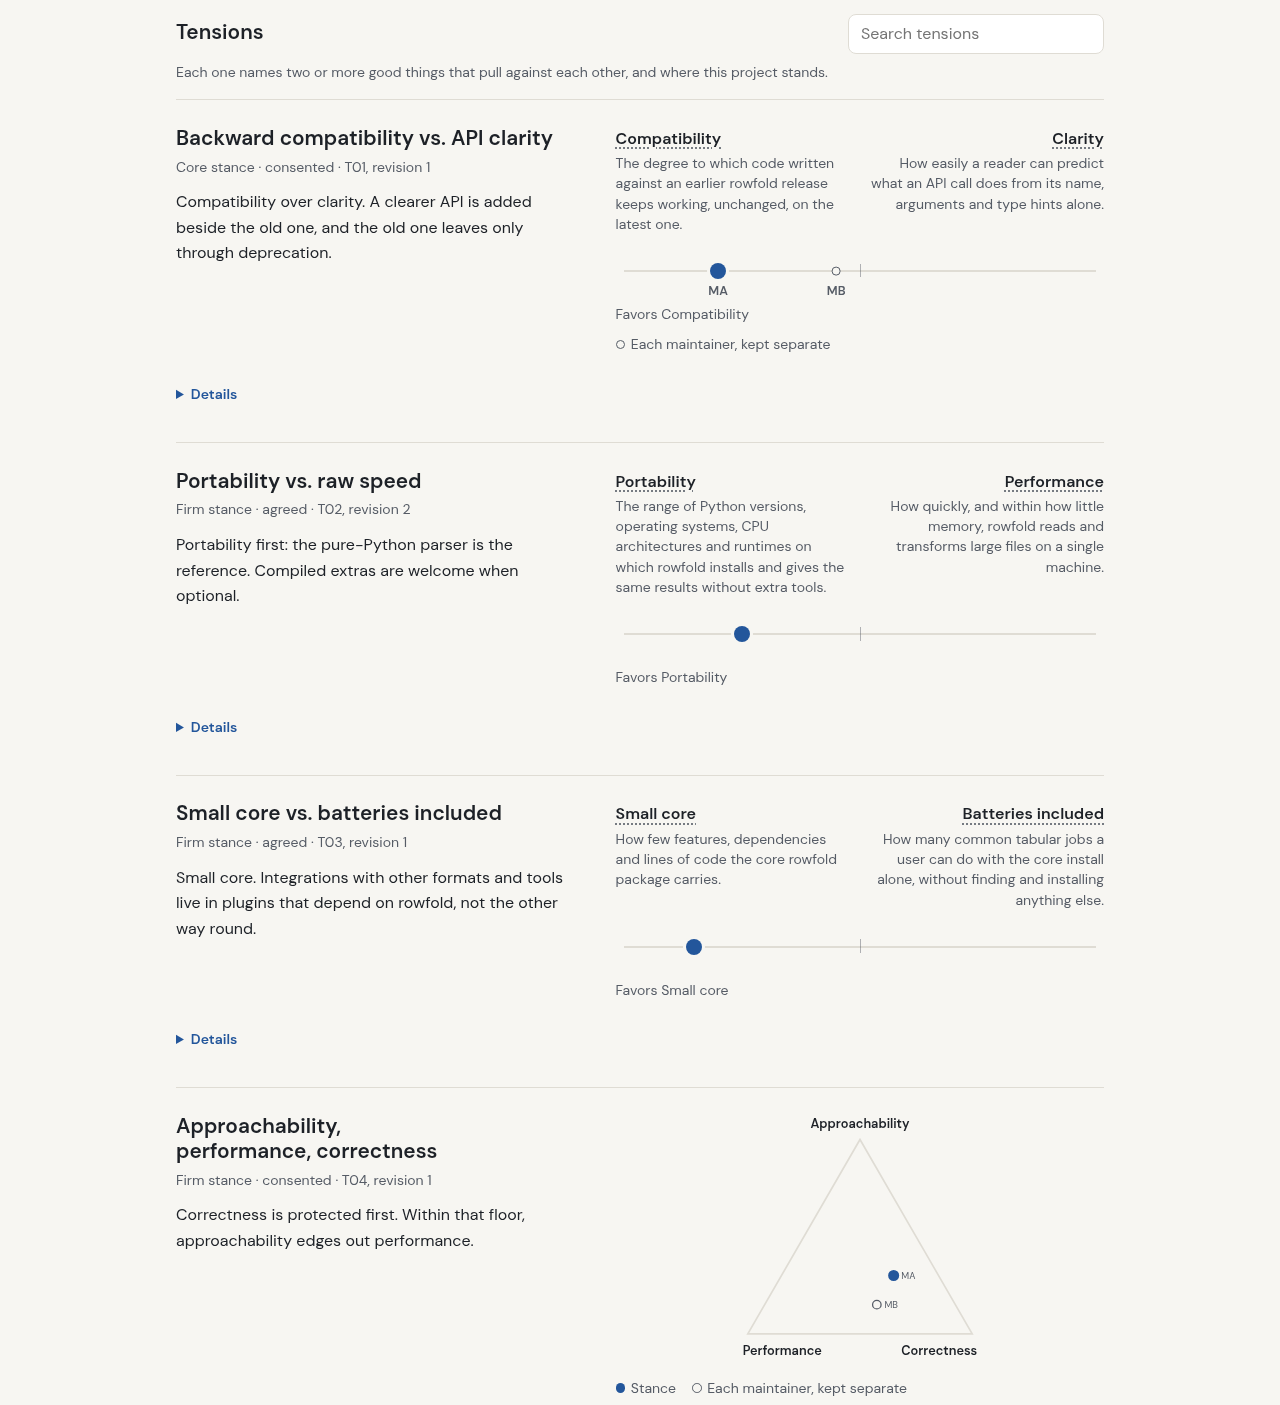 Tensions
Search tensions
Each one names two or more good things that pull against each other, and where this project stands.
Backward compatibility vs. API clarity
Core stance · consented · T01, revision 1
Compatibility over clarity. A clearer API is added
beside the old one, and the old one leaves only
through deprecation.
Compatibility
The degree to which code written
against an earlier rowfold release
keeps working, unchanged, on the
latest one.
Clarity
How easily a reader can predict
what an API call does from its name,
arguments and type hints alone.
MA
MB
Favors Compatibility
Each maintainer, kept separate
Details
Portability vs. raw speed
Firm stance · agreed · T02, revision 2
Portability first: the pure-Python parser is the
reference. Compiled extras are welcome when
optional.
Portability
The range of Python versions,
operating systems, CPU
architectures and runtimes on
which rowfold installs and gives the
same results without extra tools.
Performance
How quickly, and within how little
memory, rowfold reads and
transforms large files on a single
machine.
Favors Portability
Details
Small core vs. batteries included
Firm stance · agreed · T03, revision 1
Small core. Integrations with other formats and tools
live in plugins that depend on rowfold, not the other
way round.
Small core
How few features, dependencies
and lines of code the core rowfold
package carries.
Batteries included
How many common tabular jobs a
user can do with the core install
alone, without finding and installing
anything else.
Favors Small core
Details
Approachability,
performance, correctness
Firm stance · consented · T04, revision 1
Correctness is protected first. Within that floor,
approachability edges out performance.
Approachability
MA
MB
Performance
Correctness
Stance
Each maintainer, kept separate